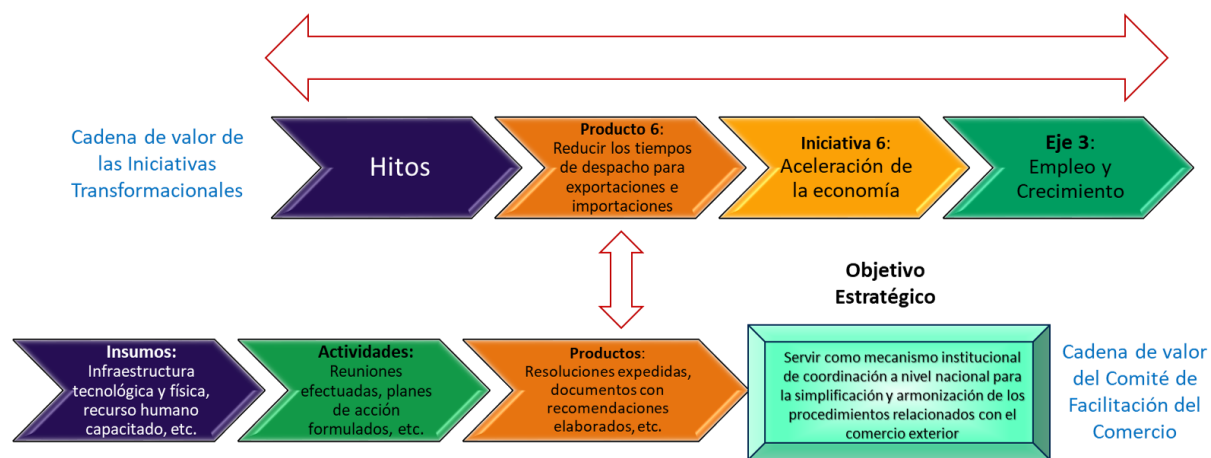 Cadena de valor de
las Iniciativas
Transformacionales
Hitos
Producto 6:
Reducir los tiempos
de despacho para
exportaciones e
importaciones
Iniciativa 6:
Aceleración de
la economía
Eje 3:
Empleo y
Crecimiento
Objetivo
Estratégico
Insumos:
Infraestructura
tecnológica y física,
recurso humano
capacitado, etc.
Actividades:
Reuniones
efectuadas, planes
de acción
formulados, etc.
Productos:
Resoluciones expedidas,
documentos con
recomendaciones
elaborados, etc.
Servir como mecanismo institucional
de coordinación a nivel nacional para
la simplificación y armonización de los
procedimientos relacionados con el
comercio exterior
Cadena de valor
del Comité de
Facilitación del
Comercio